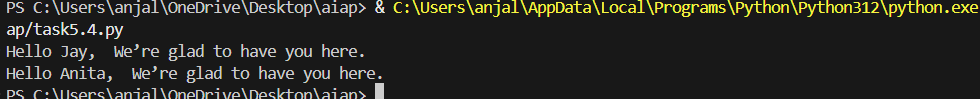 PS C:\Users\anjal\OneDrive\Desktop\aiap> & C:\Users\anjal\AppData\Local\Programs\Python\Python312\python.exe
ap/task5.4.py
Hello Jay,  We’re glad to have you here.
Hello Anita,  We’re glad to have you here.
PS C:\Users\anjal\OneDrive\Desktop\aiap>